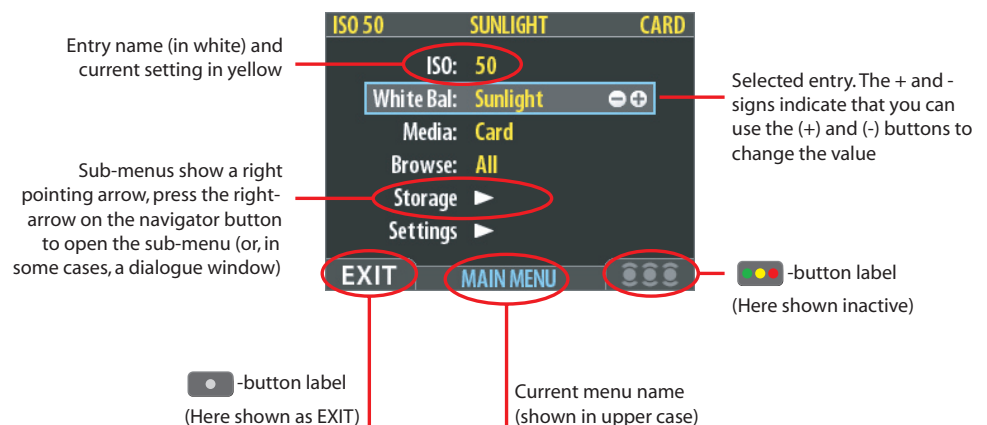 ISO 50 SUNLIGHT CARD
Entry name (in white) and
current setting in yellow
ISO: 50
White Bal: Sunlight
Selected entry. The + and -
signs indicate that you can
use the (+) and (-) buttons to
change the value
Media: Card
Browse: All
Sub-menus show a right
pointing arrow, press the right-
arrow on the navigator button
to open the sub-menu (or, in
some cases, a dialogue window)
Storage
Settings
EXIT MAIN MENU
-button label
(Here shown inactive)
-button label
(Here shown as EXIT)
Current menu name
(shown in upper case)